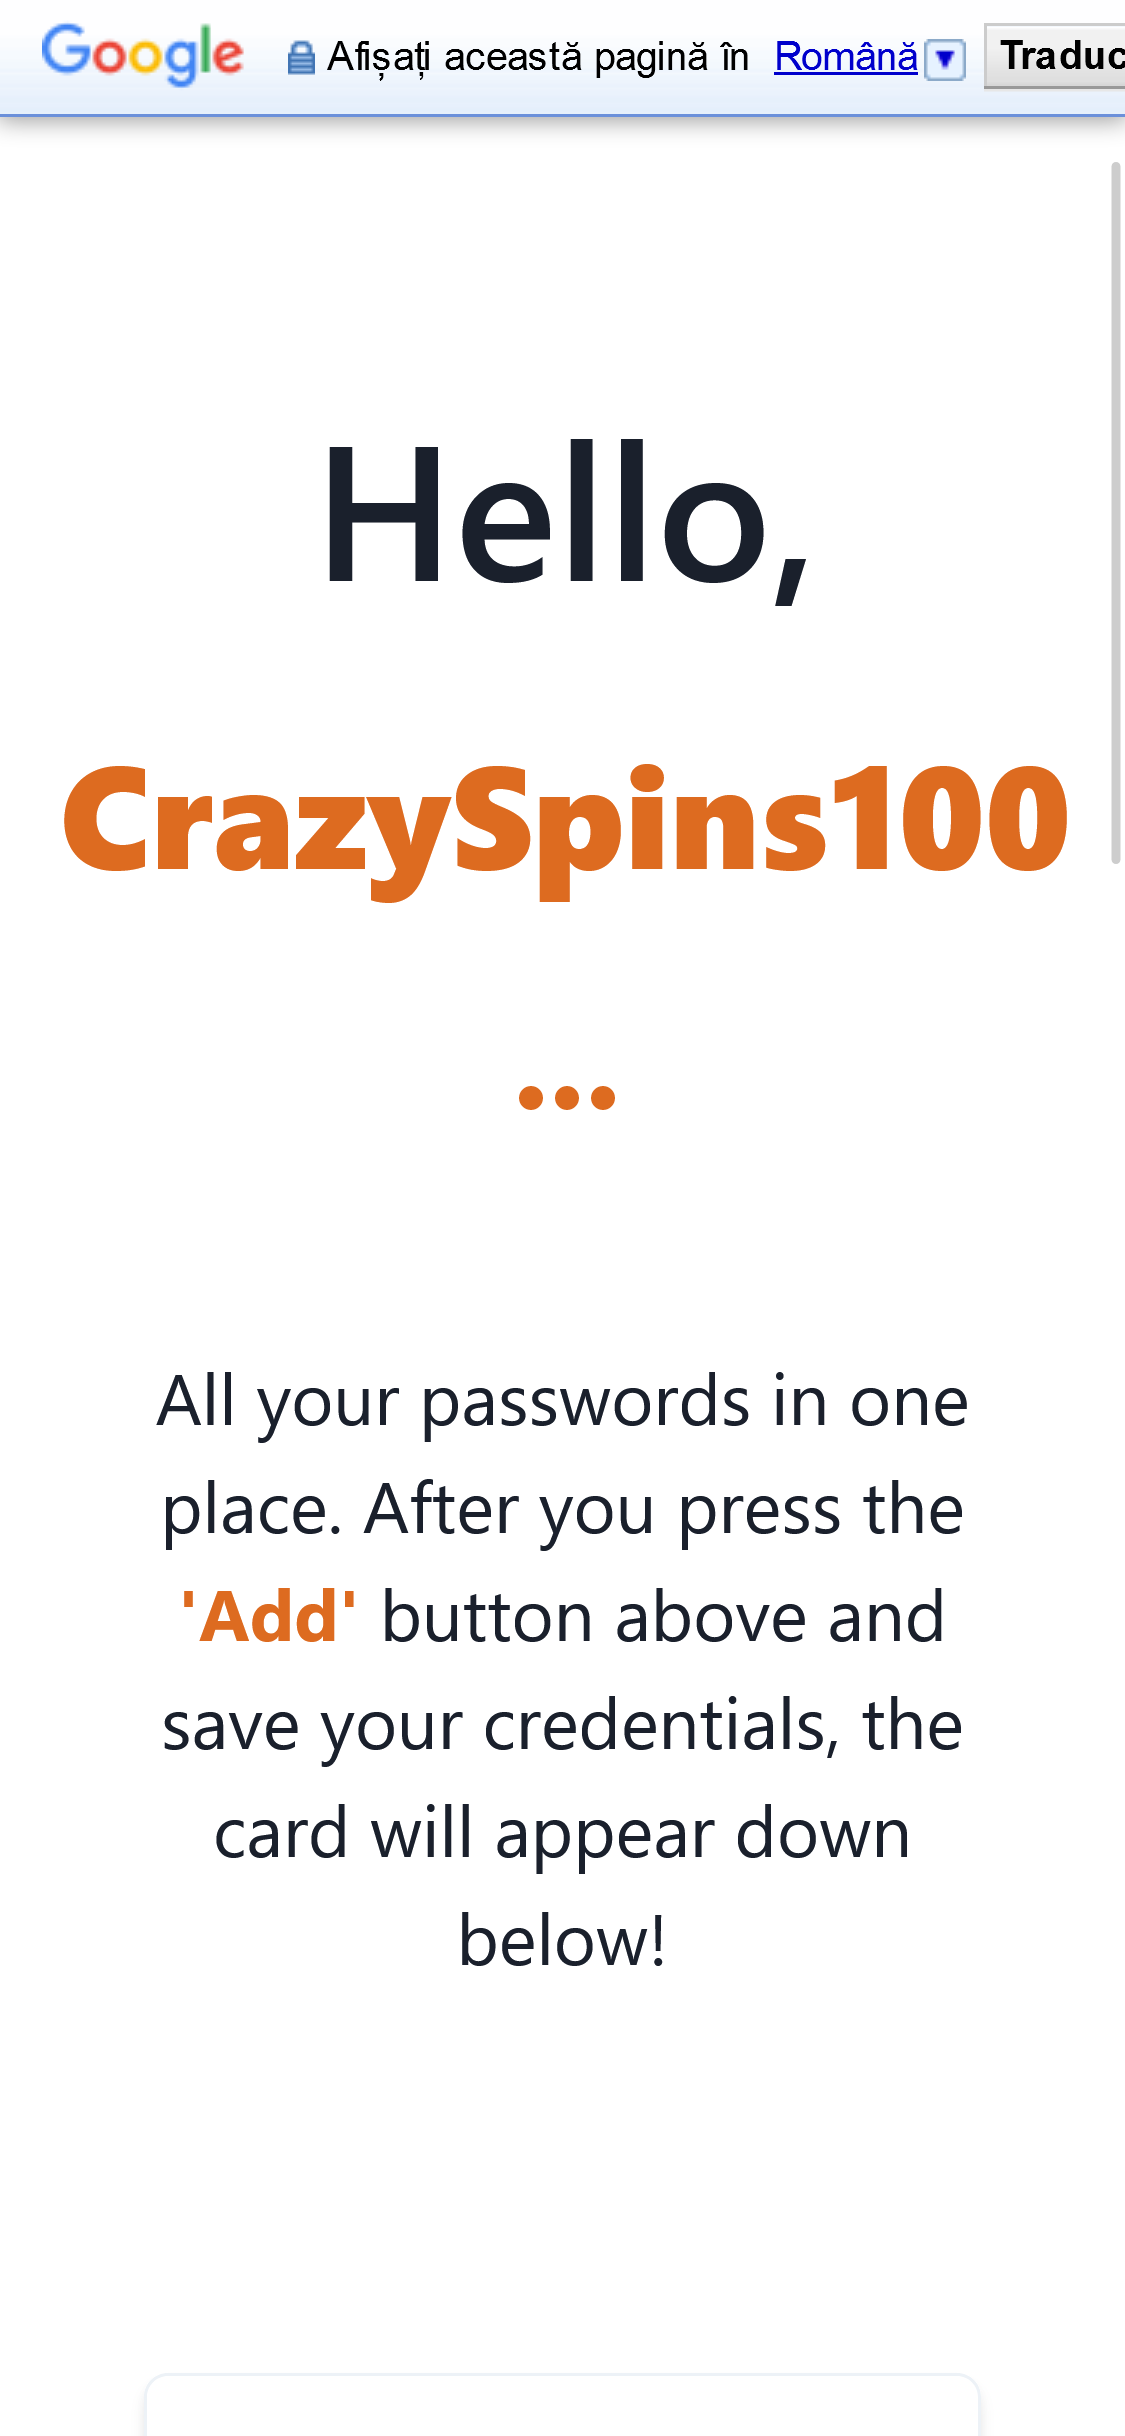 Google Afișați această pagină în Română Traduc
Hello,
CrazySpins100
All your passwords in one
place. After you press the
'Add' button above and
save your credentials, the
card will appear down
below!